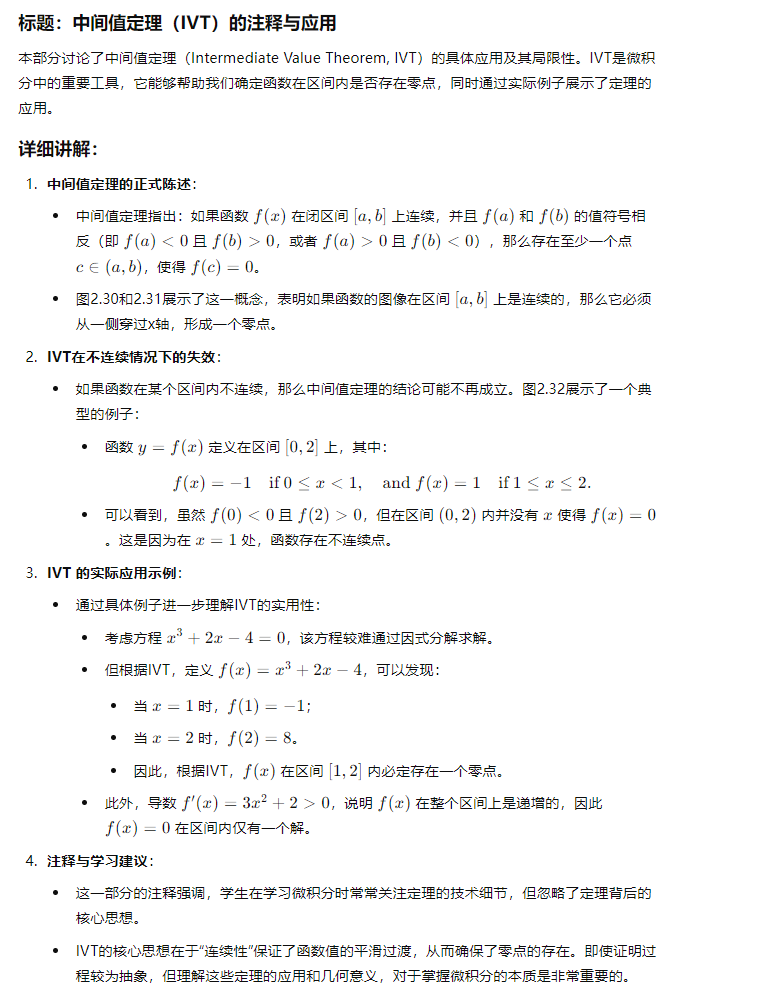 标题：中间值定理（IVT）的注释与应用
本部分讨论了中间值定理（Intermediate Value Theorem, IVT）的具体应用及其局限性。IVT是微积
分中的重要工具，它能够帮助我们确定函数在区间内是否存在零点，同时通过实际例子展示了定理的
应用。
详细讲解：
1. 中间值定理的正式陈述：
• 中间值定理指出：如果函数 f(x) 在闭区间 [a, b] 上连续，并且 f(a) 和 f(b) 的值符号相
反（即 f(a) < 0 且 f(b) > 0，或者 f(a) > 0 且 f(b) < 0），那么存在至少一个点
c ∈ (a, b)，使得 f(c) = 0。
• 图2.30和2.31展示了这一概念，表明如果函数的图像在区间 [a, b] 上是连续的，那么它必须
从一侧穿过x轴，形成一个零点。
2. IVT在不连续情况下的失效：
• 如果函数在某个区间内不连续，那么中间值定理的结论可能不再成立。图2.32展示了一个典
型的例子：
• 函数 y = f(x) 定义在区间 [0, 2] 上，其中：
f(x) = −1 if 0 ≤ x < 1, and f(x) = 1 if 1 ≤ x ≤ 2.
• 可以看到，虽然 f(0) < 0 且 f(2) > 0，但在区间 (0, 2) 内并没有 x 使得 f(x) = 0
。这是因为在 x = 1 处，函数存在不连续点。
3. IVT 的实际应用示例：
• 通过具体例子进一步理解IVT的实用性：
• 考虑方程 x³ + 2x − 4 = 0，该方程较难通过因式分解求解。
• 但根据IVT，定义 f(x) = x³ + 2x − 4，可以发现：
• 当 x = 1 时，f(1) = −1；
• 当 x = 2 时，f(2) = 8。
• 因此，根据IVT，f(x) 在区间 [1, 2] 内必定存在一个零点。
• 此外，导数 f′(x) = 3x² + 2 > 0，说明 f(x) 在整个区间上是递增的，因此
f(x) = 0 在区间内仅有一个解。
4. 注释与学习建议：
• 这一部分的注释强调，学生在学习微积分时常常关注定理的技术细节，但忽略了定理背后的
核心思想。
• IVT的核心思想在于“连续性”保证了函数值的平滑过渡，从而确保了零点的存在。即使证明过
程较为抽象，但理解这些定理的应用和几何意义，对于掌握微积分的本质是非常重要的。